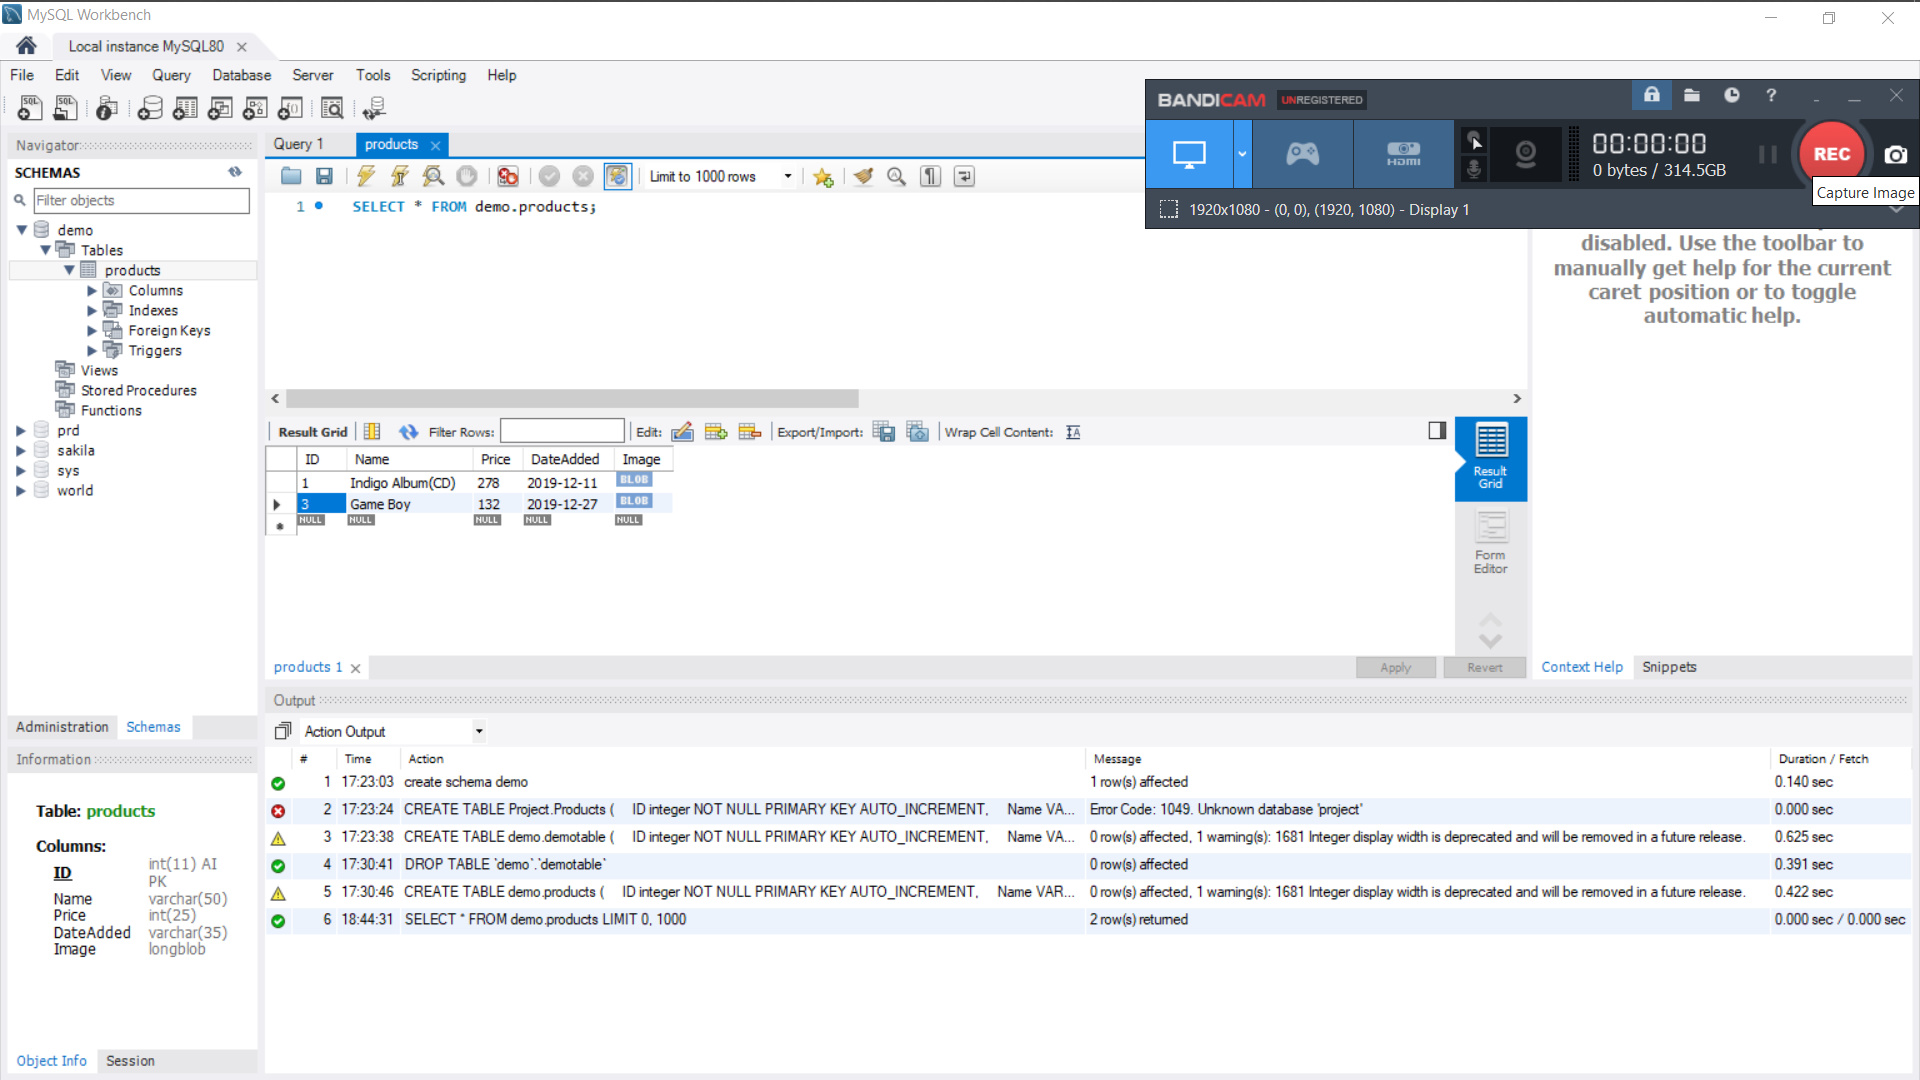 MySQL Workbench
Local instance MySQL80
File Edit View Query Database Server Tools Scripting Help
BANDICAM UNREGISTERED
HDMI
00:00:00
0 bytes / 314.5GB
REC
Capture Image
1920x1080 - (0, 0), (1920, 1080) - Display 1
Navigator
SCHEMAS
Filter objects
demo
Tables
products
Columns
Indexes
Foreign Keys
Triggers
Views
Stored Procedures
Functions
prd
sakila
sys
world
Administration Schemas
Query 1 products
Limit to 1000 rows
1 SELECT * FROM demo.products;
disabled. Use the toolbar to
manually get help for the current
caret position or to toggle
automatic help.
Result Grid Filter Rows: Edit: Export/Import: Wrap Cell Content:
ID Name Price DateAdded Image
1 Indigo Album(CD) 278 2019-12-11 BLOB
3 Game Boy 132 2019-12-27 BLOB
NULL NULL NULL NULL NULL
Result
Grid
Form
Editor
products 1 Apply Revert
Context Help Snippets
Output
Action Output
# Time Action Message Duration / Fetch
1 17:23:03 create schema demo 1 row(s) affected 0.140 sec
2 17:23:24 CREATE TABLE Project.Products ( ID integer NOT NULL PRIMARY KEY AUTO_INCREMENT, Name VA... Error Code: 1049. Unknown database 'project' 0.000 sec
3 17:23:38 CREATE TABLE demo.demotable ( ID integer NOT NULL PRIMARY KEY AUTO_INCREMENT, Name VA... 0 row(s) affected, 1 warning(s): 1681 Integer display width is deprecated and will be removed in a future release. 0.625 sec
4 17:30:41 DROP TABLE `demo`.`demotable` 0 row(s) affected 0.391 sec
5 17:30:46 CREATE TABLE demo.products ( ID integer NOT NULL PRIMARY KEY AUTO_INCREMENT, Name VAR... 0 row(s) affected, 1 warning(s): 1681 Integer display width is deprecated and will be removed in a future release. 0.422 sec
6 18:44:31 SELECT * FROM demo.products LIMIT 0, 1000 2 row(s) returned 0.000 sec / 0.000 sec
Information
Table: products
Columns:
ID int(11) AI
PK
Name varchar(50)
Price int(25)
DateAdded varchar(35)
Image longblob
Object Info Session